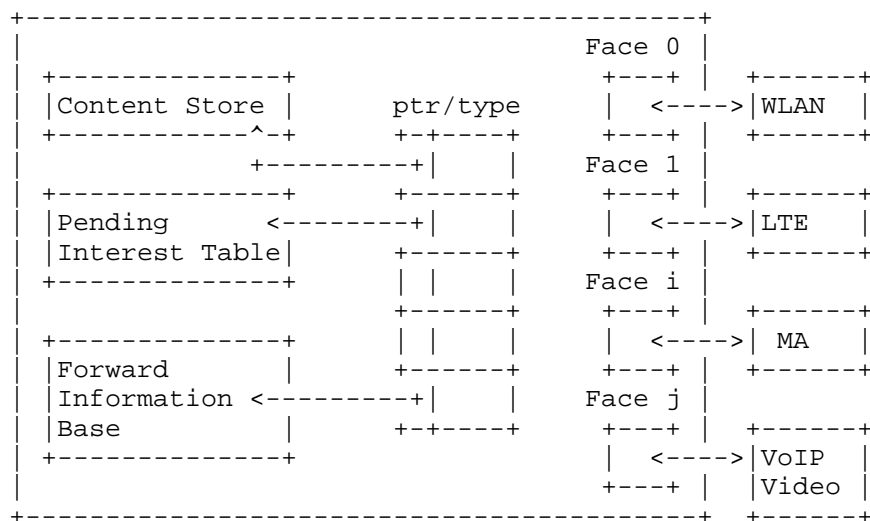 Face 0
Content Store ptr/type WLAN
Face 1
Pending LTE
Interest Table
Face i
MA
Forward
Information Face j
Base
VoIP
Video